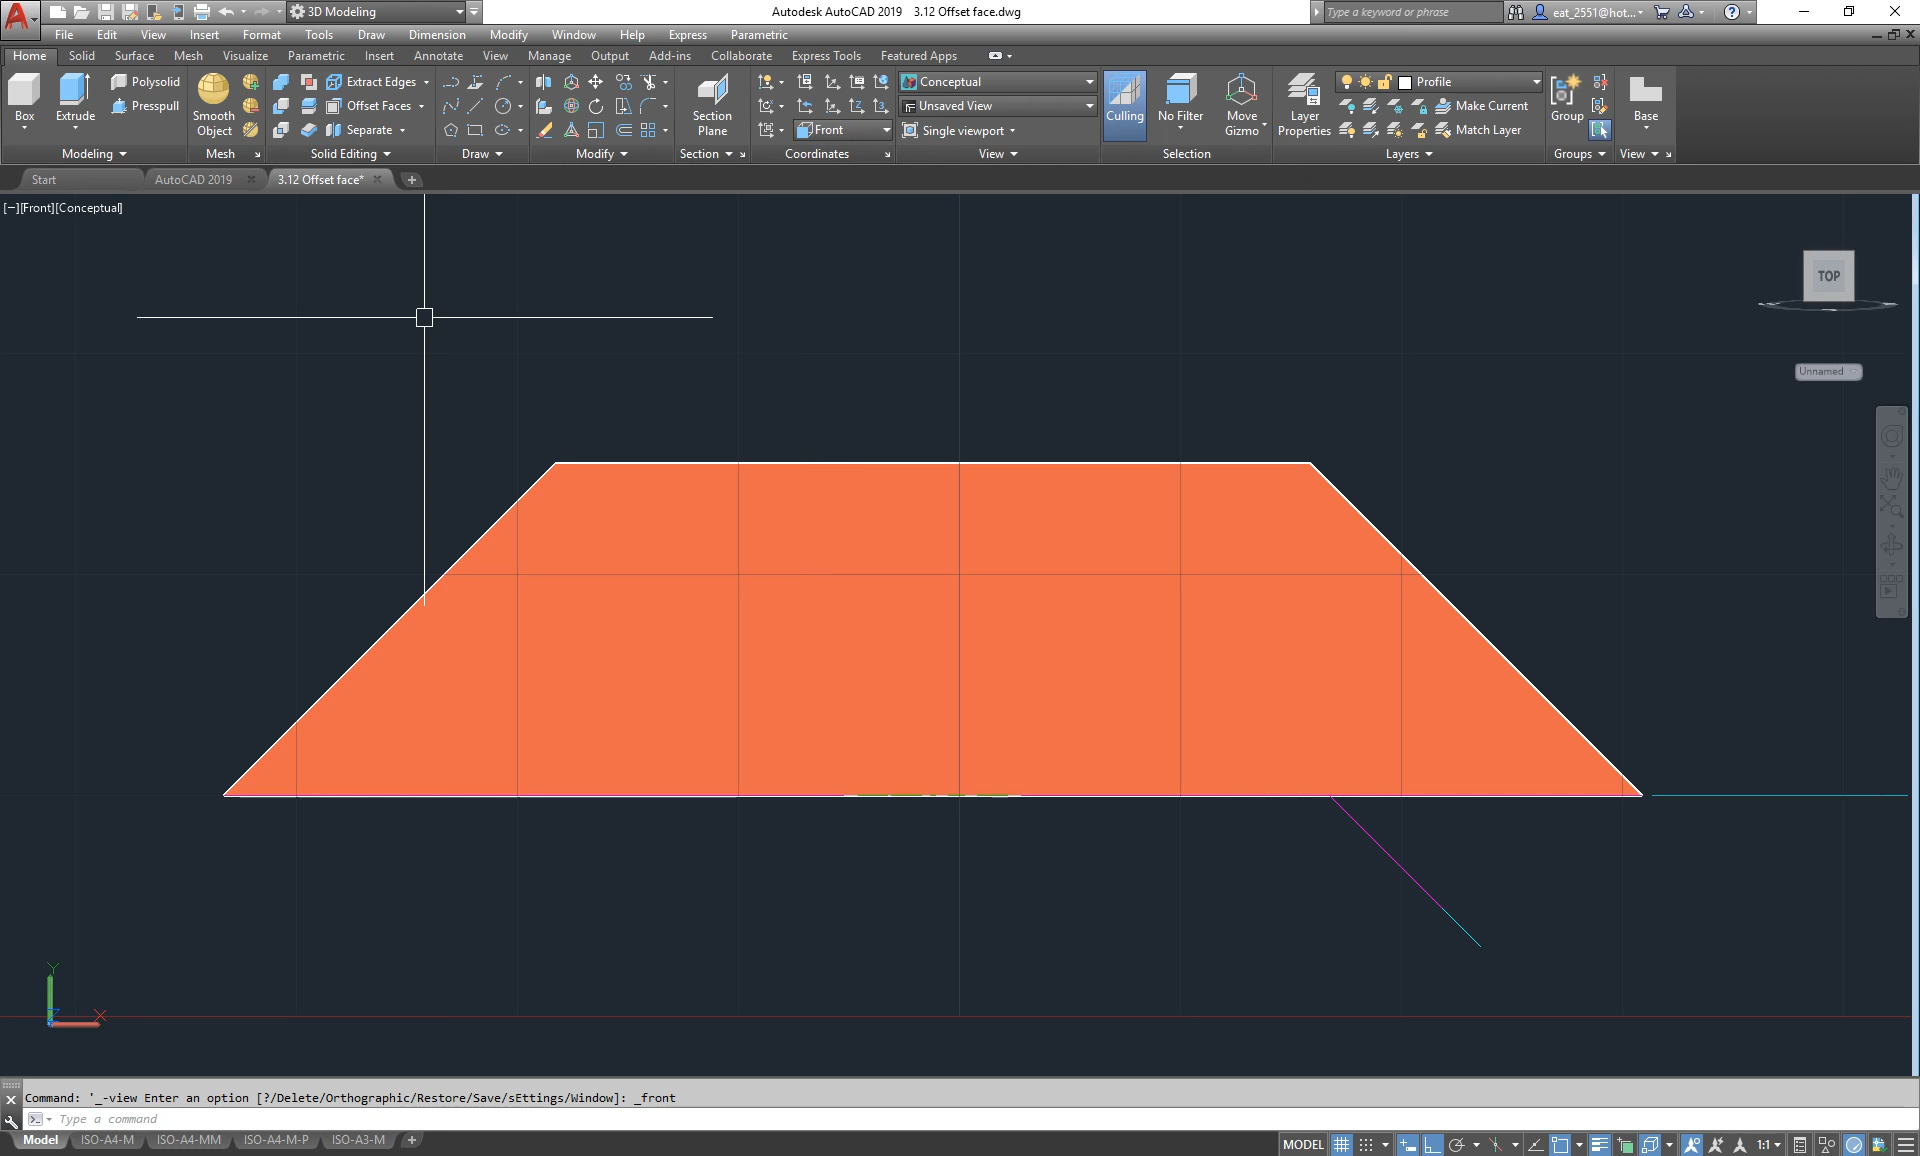 3D Modeling
Autodesk AutoCAD 2019 3.12 Offset face.dwg
Type a keyword or phrase
eat_2551@hot...
File Edit View Insert Format Tools Draw Dimension Modify Window Help Express Parametric
Home Solid Surface Mesh Visualize Parametric Insert Annotate View Manage Output Add-ins Collaborate Express Tools Featured Apps
Box
Extrude
Polysolid
Presspull
Modeling
Smooth Object
Mesh
Extract Edges
Offset Faces
Separate
Solid Editing
Draw
Modify
Section Plane
Section
Front
Coordinates
Conceptual
Unsaved View
Single viewport
View
Culling
No Filter
Move Gizmo
Selection
Layer Properties
Profile
Make Current
Match Layer
Layers
Group
Groups
Base
View
Start AutoCAD 2019 3.12 Offset face*
[−][Front][Conceptual]
TOP
Unnamed
Y
Z
X
Command: '_-view Enter an option [?/Delete/Orthographic/Restore/Save/sEttings/Window]: _front
Type a command
Model ISO-A4-M ISO-A4-MM ISO-A4-M-P ISO-A3-M
MODEL 1:1